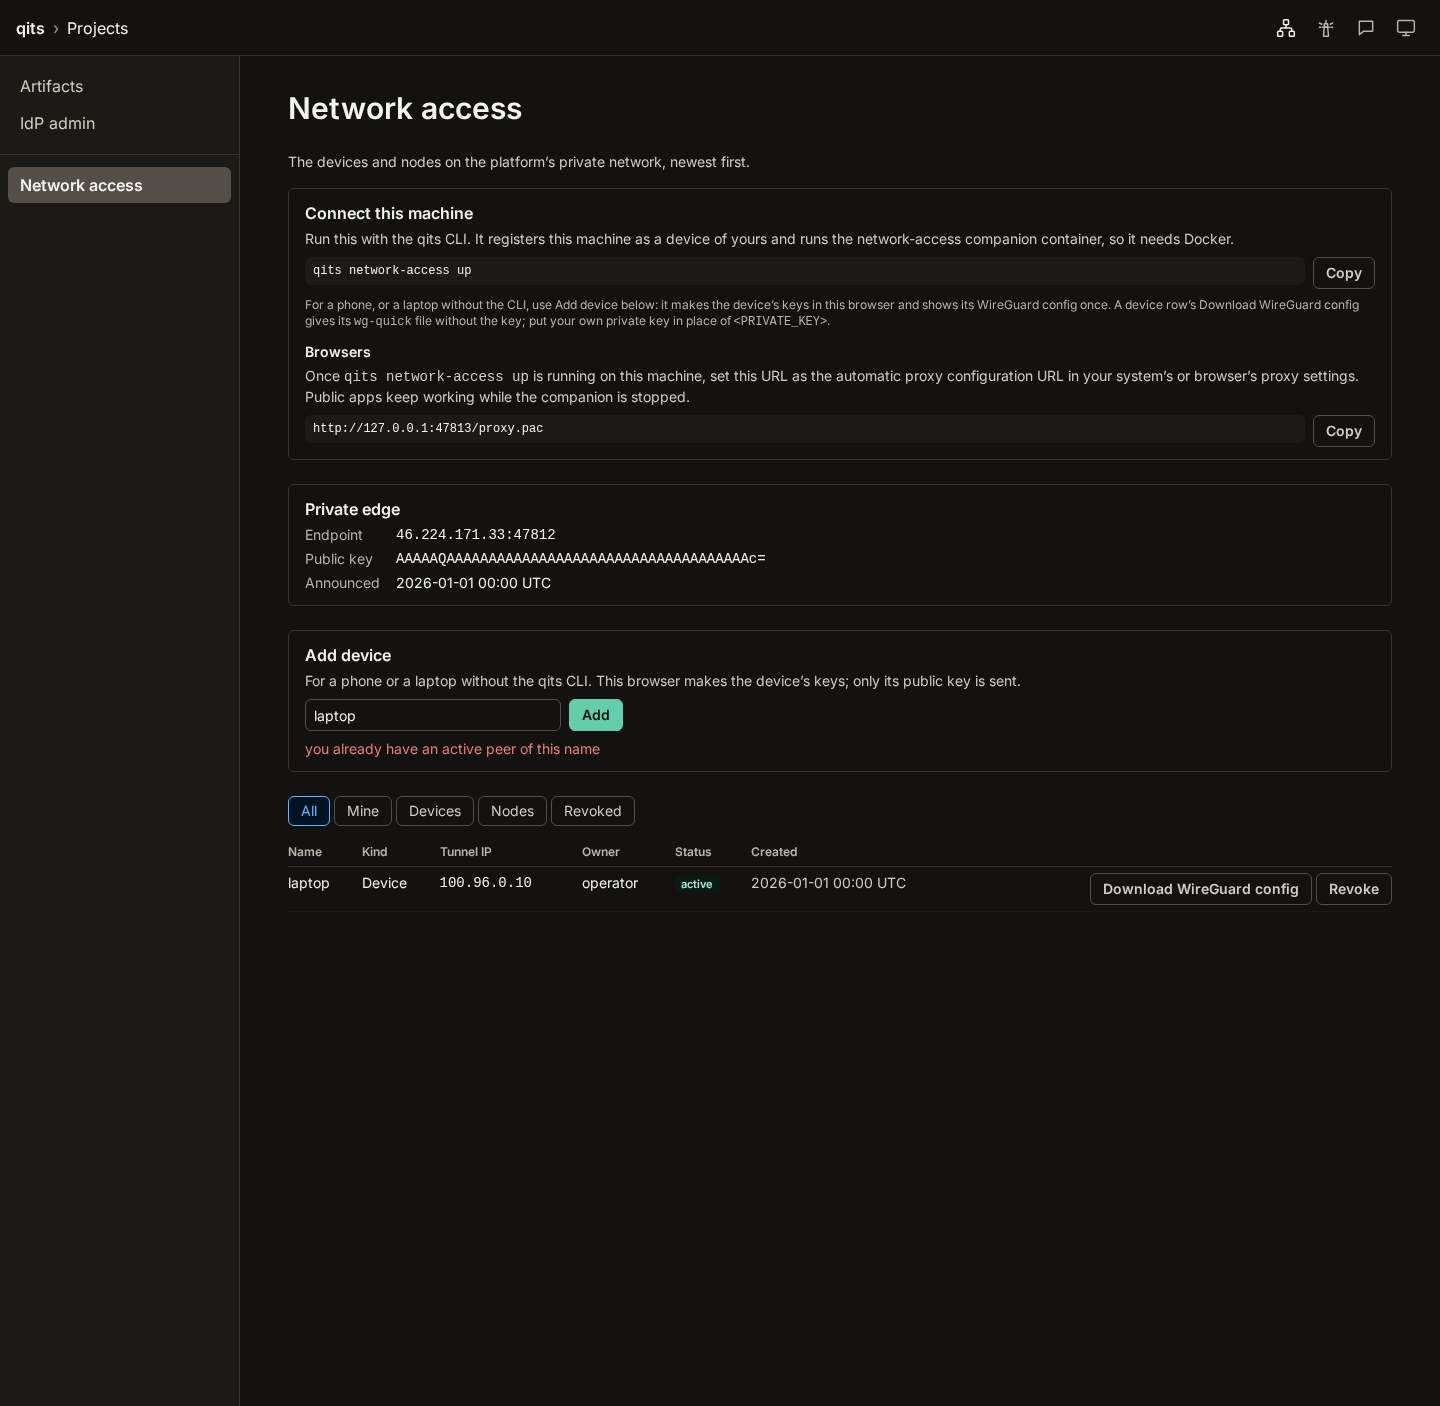 qits › Projects
Artifacts
IdP admin
Network access
Network access
The devices and nodes on the platform’s private network, newest first.
Connect this machine
Run this with the qits CLI. It registers this machine as a device of yours and runs the network-access companion container, so it needs Docker.
qits network-access up
Copy
For a phone, or a laptop without the CLI, use Add device below: it makes the device’s keys in this browser and shows its WireGuard config once. A device row’s Download WireGuard config
gives its wg-quick file without the key; put your own private key in place of <PRIVATE_KEY>.
Browsers
Once qits network-access up is running on this machine, set this URL as the automatic proxy configuration URL in your system’s or browser’s proxy settings.
Public apps keep working while the companion is stopped.
http://127.0.0.1:47813/proxy.pac
Copy
Private edge
Endpoint 46.224.171.33:47812
Public key AAAAAQAAAAAAAAAAAAAAAAAAAAAAAAAAAAAAAAAAAAc=
Announced 2026-01-01 00:00 UTC
Add device
For a phone or a laptop without the qits CLI. This browser makes the device’s keys; only its public key is sent.
laptop
Add
you already have an active peer of this name
All Mine Devices Nodes Revoked
Name Kind Tunnel IP Owner Status Created
laptop Device 100.96.0.10 operator active 2026-01-01 00:00 UTC Download WireGuard config Revoke